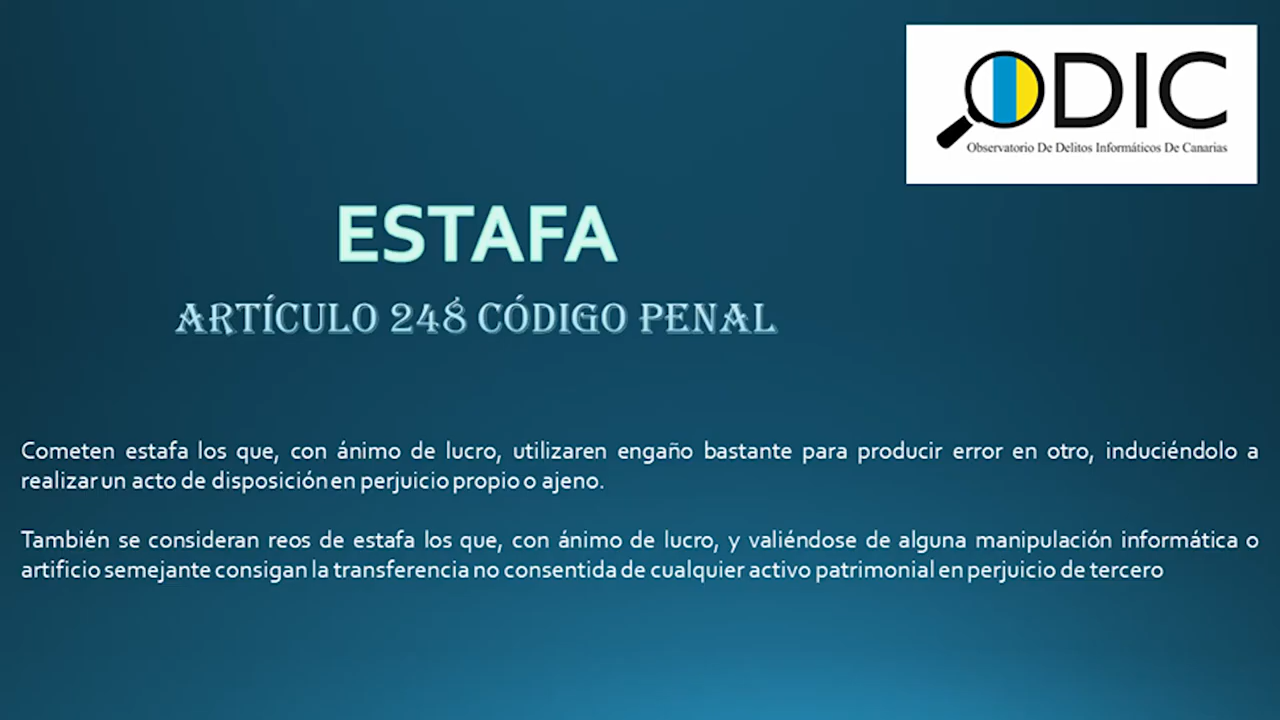 ODIC
Observatorio De Delitos Informáticos De Canarias
ESTAFA
ARTÍCULO 248 CÓDIGO PENAL
Cometen estafa los que, con ánimo de lucro, utilizaren engaño bastante para producir error en otro, induciéndolo a
realizar un acto de disposición en perjuicio propio o ajeno.
También se consideran reos de estafa los que, con ánimo de lucro, y valiéndose de alguna manipulación informática o
artificio semejante consigan la transferencia no consentida de cualquier activo patrimonial en perjuicio de tercero